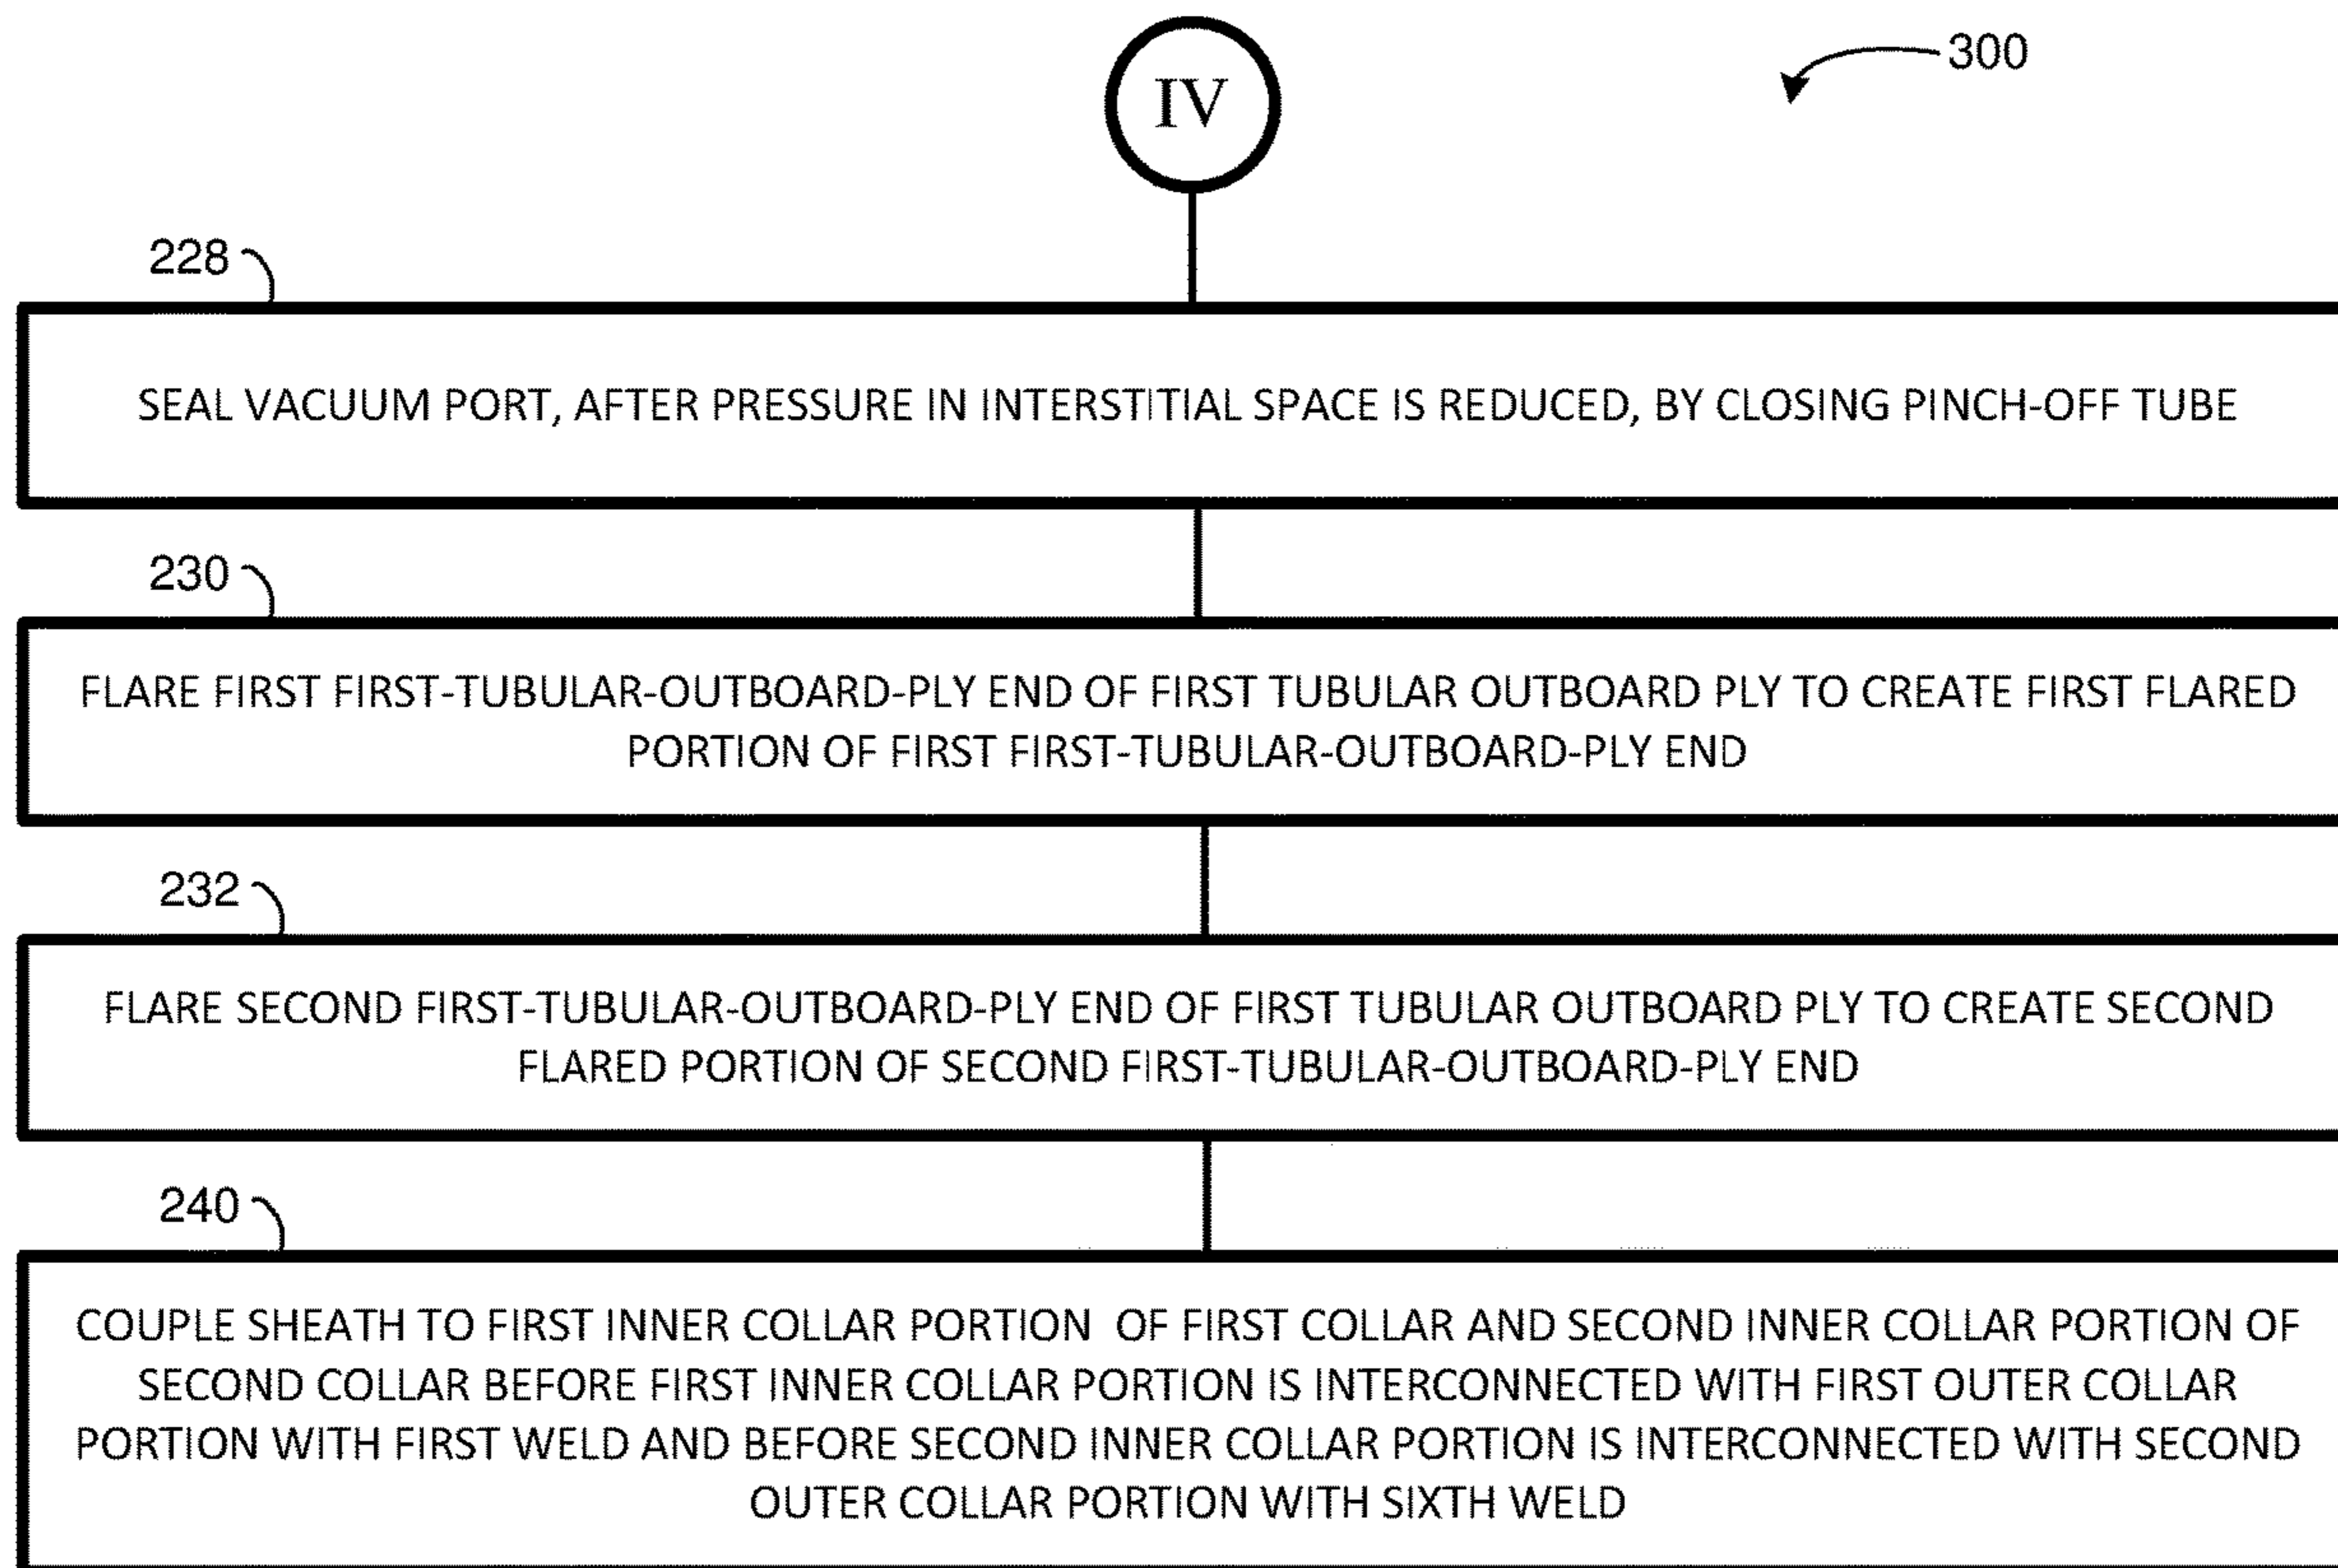 IV
300
228
SEAL VACUUM PORT, AFTER PRESSURE IN INTERSTITIAL SPACE IS REDUCED, BY CLOSING PINCH-OFF TUBE
230
FLARE FIRST FIRST-TUBULAR-OUTBOARD-PLY END OF FIRST TUBULAR OUTBOARD PLY TO CREATE FIRST FLARED
PORTION OF FIRST FIRST-TUBULAR-OUTBOARD-PLY END
232
FLARE SECOND FIRST-TUBULAR-OUTBOARD-PLY END OF FIRST TUBULAR OUTBOARD PLY TO CREATE SECOND
FLARED PORTION OF SECOND FIRST-TUBULAR-OUTBOARD-PLY END
240
COUPLE SHEATH TO FIRST INNER COLLAR PORTION OF FIRST COLLAR AND SECOND INNER COLLAR PORTION OF
SECOND COLLAR BEFORE FIRST INNER COLLAR PORTION IS INTERCONNECTED WITH FIRST OUTER COLLAR
PORTION WITH FIRST WELD AND BEFORE SECOND INNER COLLAR PORTION IS INTERCONNECTED WITH SECOND
OUTER COLLAR PORTION WITH SIXTH WELD